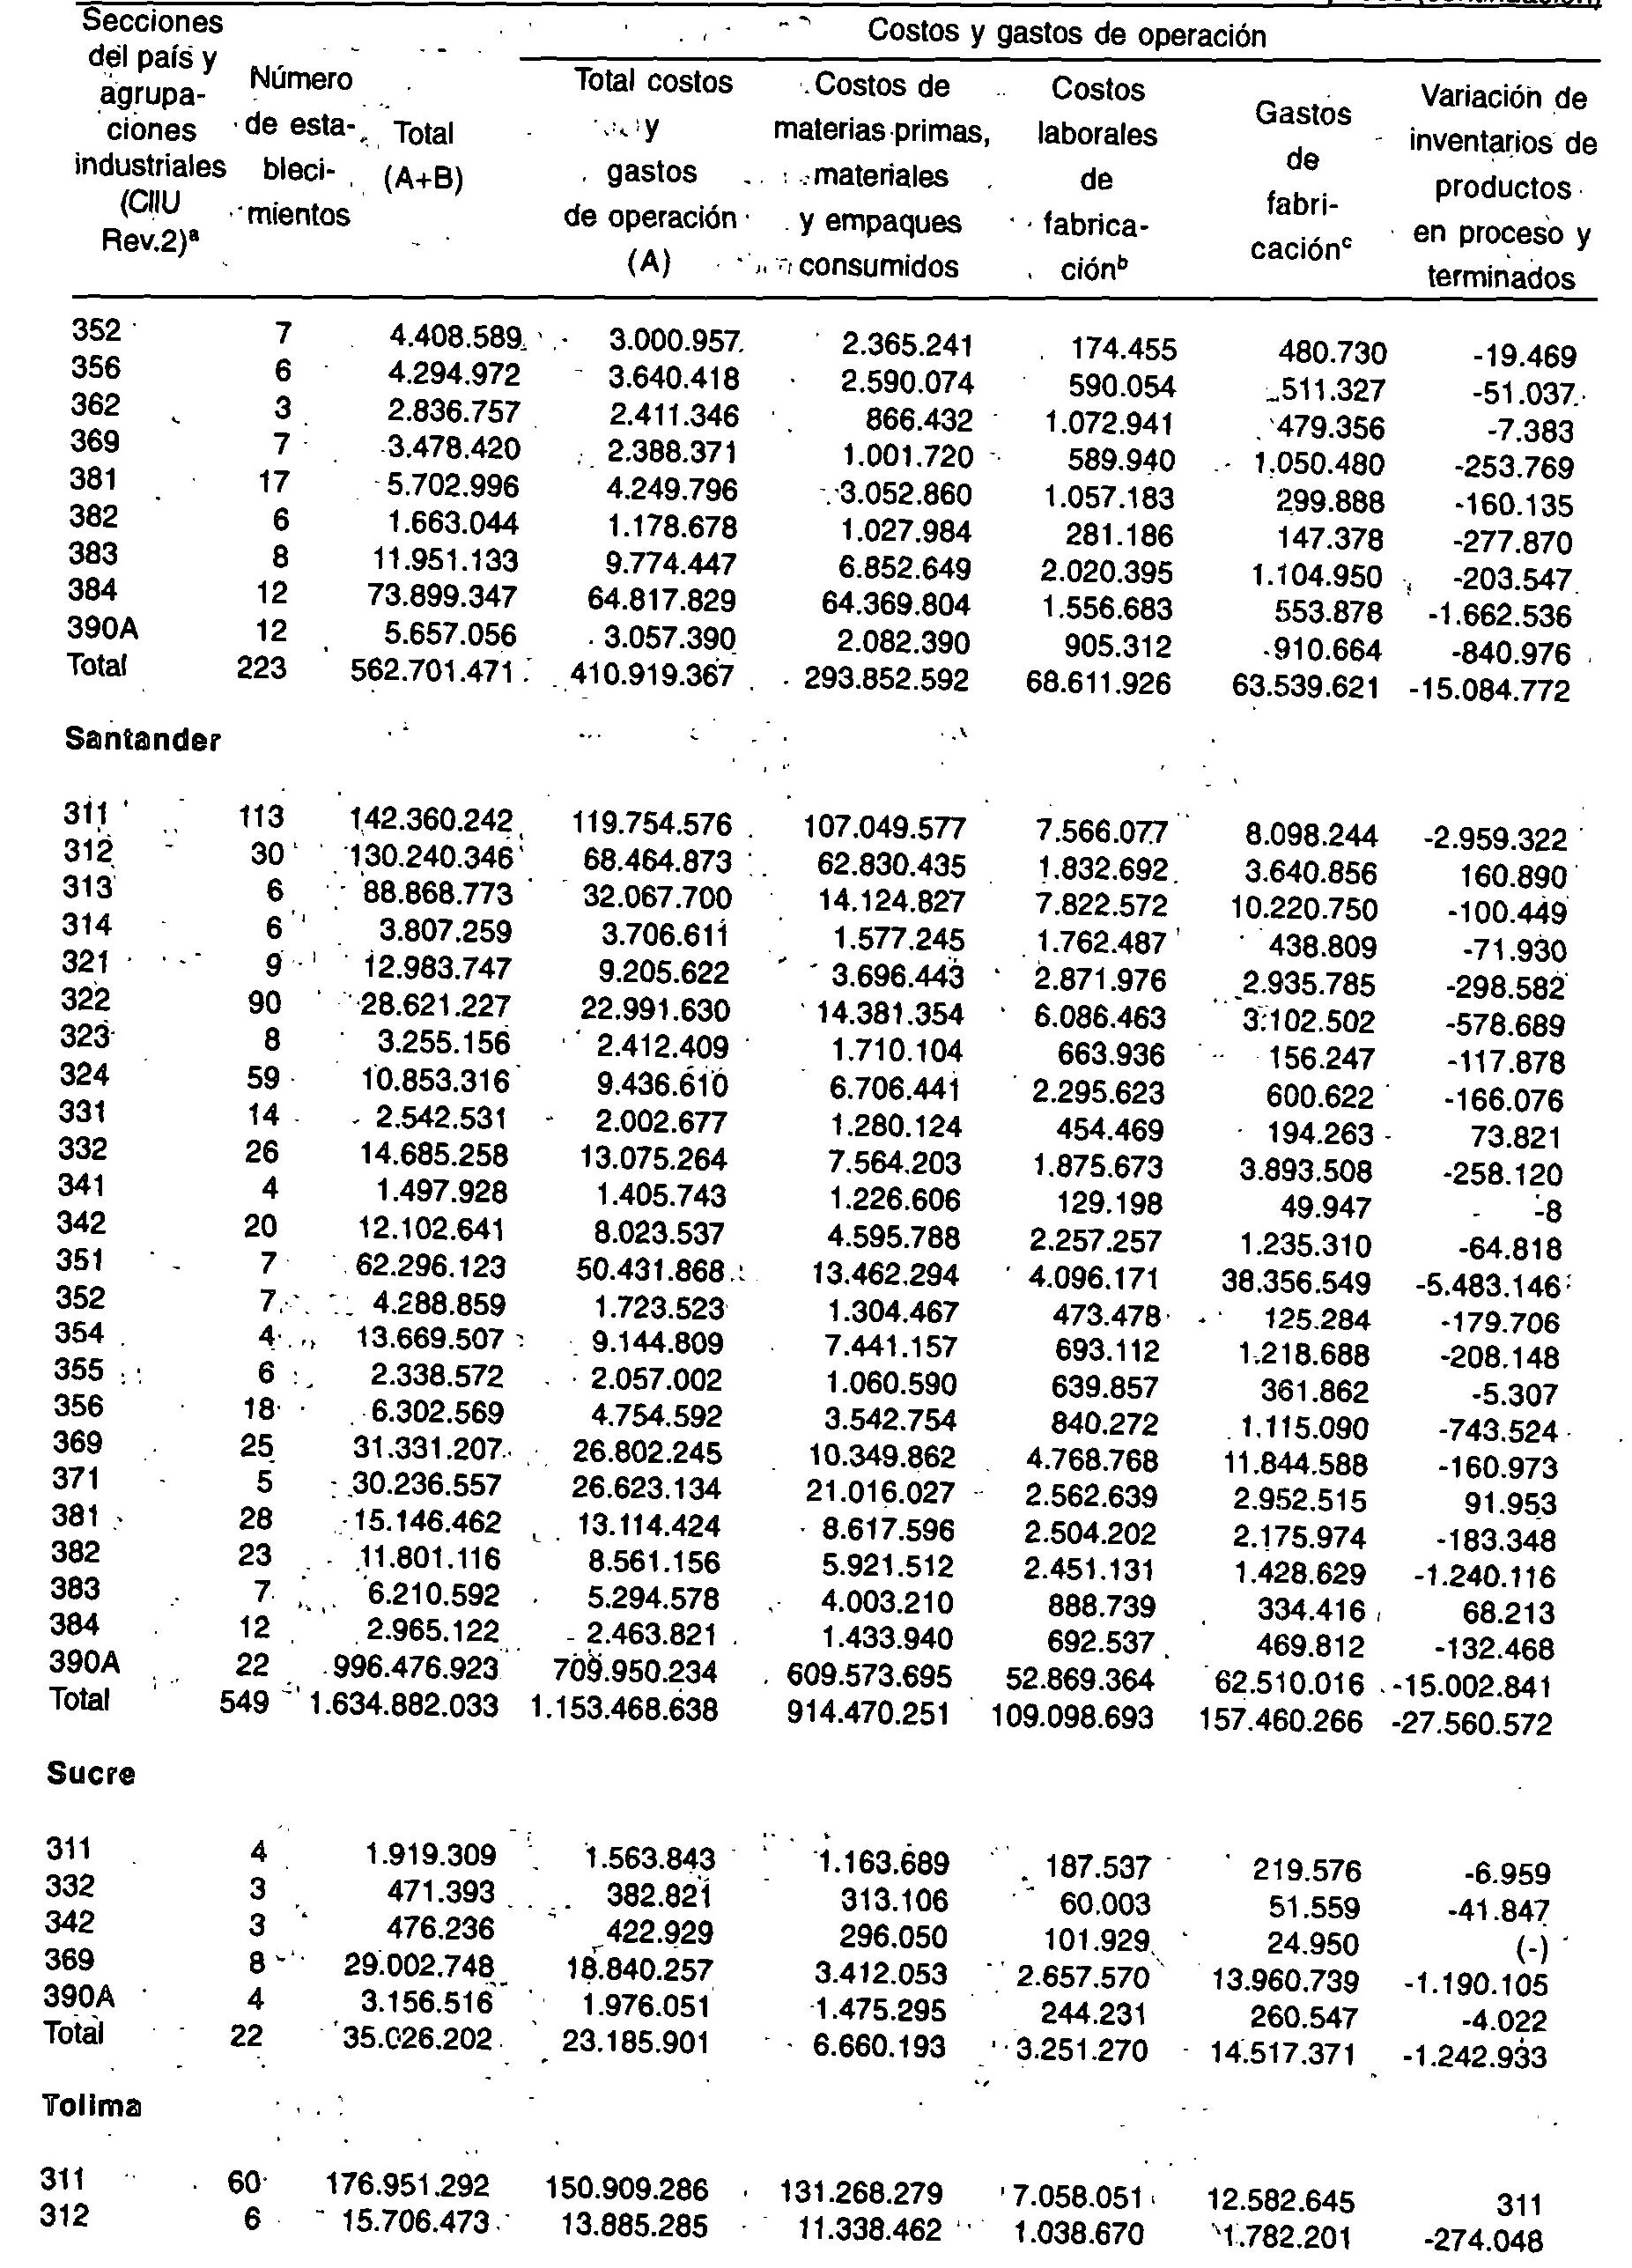 Secciones del país y agrupaciones industriales (CIIU Rev.2)ª Número de establecimientos Total (A+B) Costos y gastos de operación
Total costos y gastos de operación (A) Costos de materias primas, materiales y empaques consumidos Costos laborales de fabricaciónᵇ Gastos de fabricaciónᶜ Variación de inventarios de productos en proceso y terminados
352 7 4.408.589 3.000.957 2.365.241 174.455 480.730 -19.469
356 6 4.294.972 3.640.418 2.590.074 590.054 511.327 -51.037
362 3 2.836.757 2.411.346 866.432 1.072.941 479.356 -7.383
369 7 3.478.420 2.388.371 1.001.720 589.940 1.050.480 -253.769
381 17 5.702.996 4.249.796 3.052.860 1.057.183 299.888 -160.135
382 6 1.663.044 1.178.678 1.027.984 281.186 147.378 -277.870
383 8 11.951.133 9.774.447 6.852.649 2.020.395 1.104.950 -203.547
384 12 73.899.347 64.817.829 64.369.804 1.556.683 553.878 -1.662.536
390A 12 5.657.056 3.057.390 2.082.390 905.312 910.664 -840.976
Total 223 562.701.471 410.919.367 293.852.592 68.611.926 63.539.621 -15.084.772
Santander
311 113 142.360.242 119.754.576 107.049.577 7.566.077 8.098.244 -2.959.322
312 30 130.240.346 68.464.873 62.830.435 1.832.692 3.640.856 160.890
313 6 88.868.773 32.067.700 14.124.827 7.822.572 10.220.750 -100.449
314 6 3.807.259 3.706.611 1.577.245 1.762.487 438.809 -71.930
321 9 12.983.747 9.205.622 3.696.443 2.871.976 2.935.785 -298.582
322 90 28.621.227 22.991.630 14.381.354 6.086.463 3.102.502 -578.689
323 8 3.255.156 2.412.409 1.710.104 663.936 156.247 -117.878
324 59 10.853.316 9.436.610 6.706.441 2.295.623 600.622 -166.076
331 14 2.542.531 2.002.677 1.280.124 454.469 194.263 73.821
332 26 14.685.258 13.075.264 7.564.203 1.875.673 3.893.508 -258.120
341 4 1.497.928 1.405.743 1.226.606 129.198 49.947 -8
342 20 12.102.641 8.023.537 4.595.788 2.257.257 1.235.310 -64.818
351 7 62.296.123 50.431.868 13.462.294 4.096.171 38.356.549 -5.483.146
352 7 4.288.859 1.723.523 1.304.467 473.478 125.284 -179.706
354 4 13.669.507 9.144.809 7.441.157 693.112 1.218.688 -208.148
355 6 2.338.572 2.057.002 1.060.590 639.857 361.862 -5.307
356 18 6.302.569 4.754.592 3.542.754 840.272 1.115.090 -743.524
369 25 31.331.207 26.802.245 10.349.862 4.768.768 11.844.588 -160.973
371 5 30.236.557 26.623.134 21.016.027 2.562.639 2.952.515 91.953
381 28 15.146.462 13.114.424 8.617.596 2.504.202 2.175.974 -183.348
382 23 11.801.116 8.561.156 5.921.512 2.451.131 1.428.629 -1.240.116
383 7 6.210.592 5.294.578 4.003.210 888.739 334.416 68.213
384 12 2.965.122 2.463.821 1.433.940 692.537 469.812 -132.468
390A 22 996.476.923 709.950.234 609.573.695 52.869.364 62.510.016 -15.002.841
Total 549 1.634.882.033 1.153.468.638 914.470.251 109.098.693 157.460.266 -27.560.572
Sucre
311 4 1.919.309 1.563.843 1.163.689 187.537 219.576 -6.959
332 3 471.393 382.821 313.106 60.003 51.559 -41.847
342 3 476.236 422.929 296.050 101.929 24.950 (-)
369 8 29.002.748 18.840.257 3.412.053 2.657.570 13.960.739 -1.190.105
390A 4 3.156.516 1.976.051 1.475.295 244.231 260.547 -4.022
Total 22 35.026.202 23.185.901 6.660.193 3.251.270 14.517.371 -1.242.933
Tolima
311 60 176.951.292 150.909.286 131.268.279 7.058.051 12.582.645 311
312 6 15.706.473 13.885.285 11.338.462 1.038.670 1.782.201 -274.048